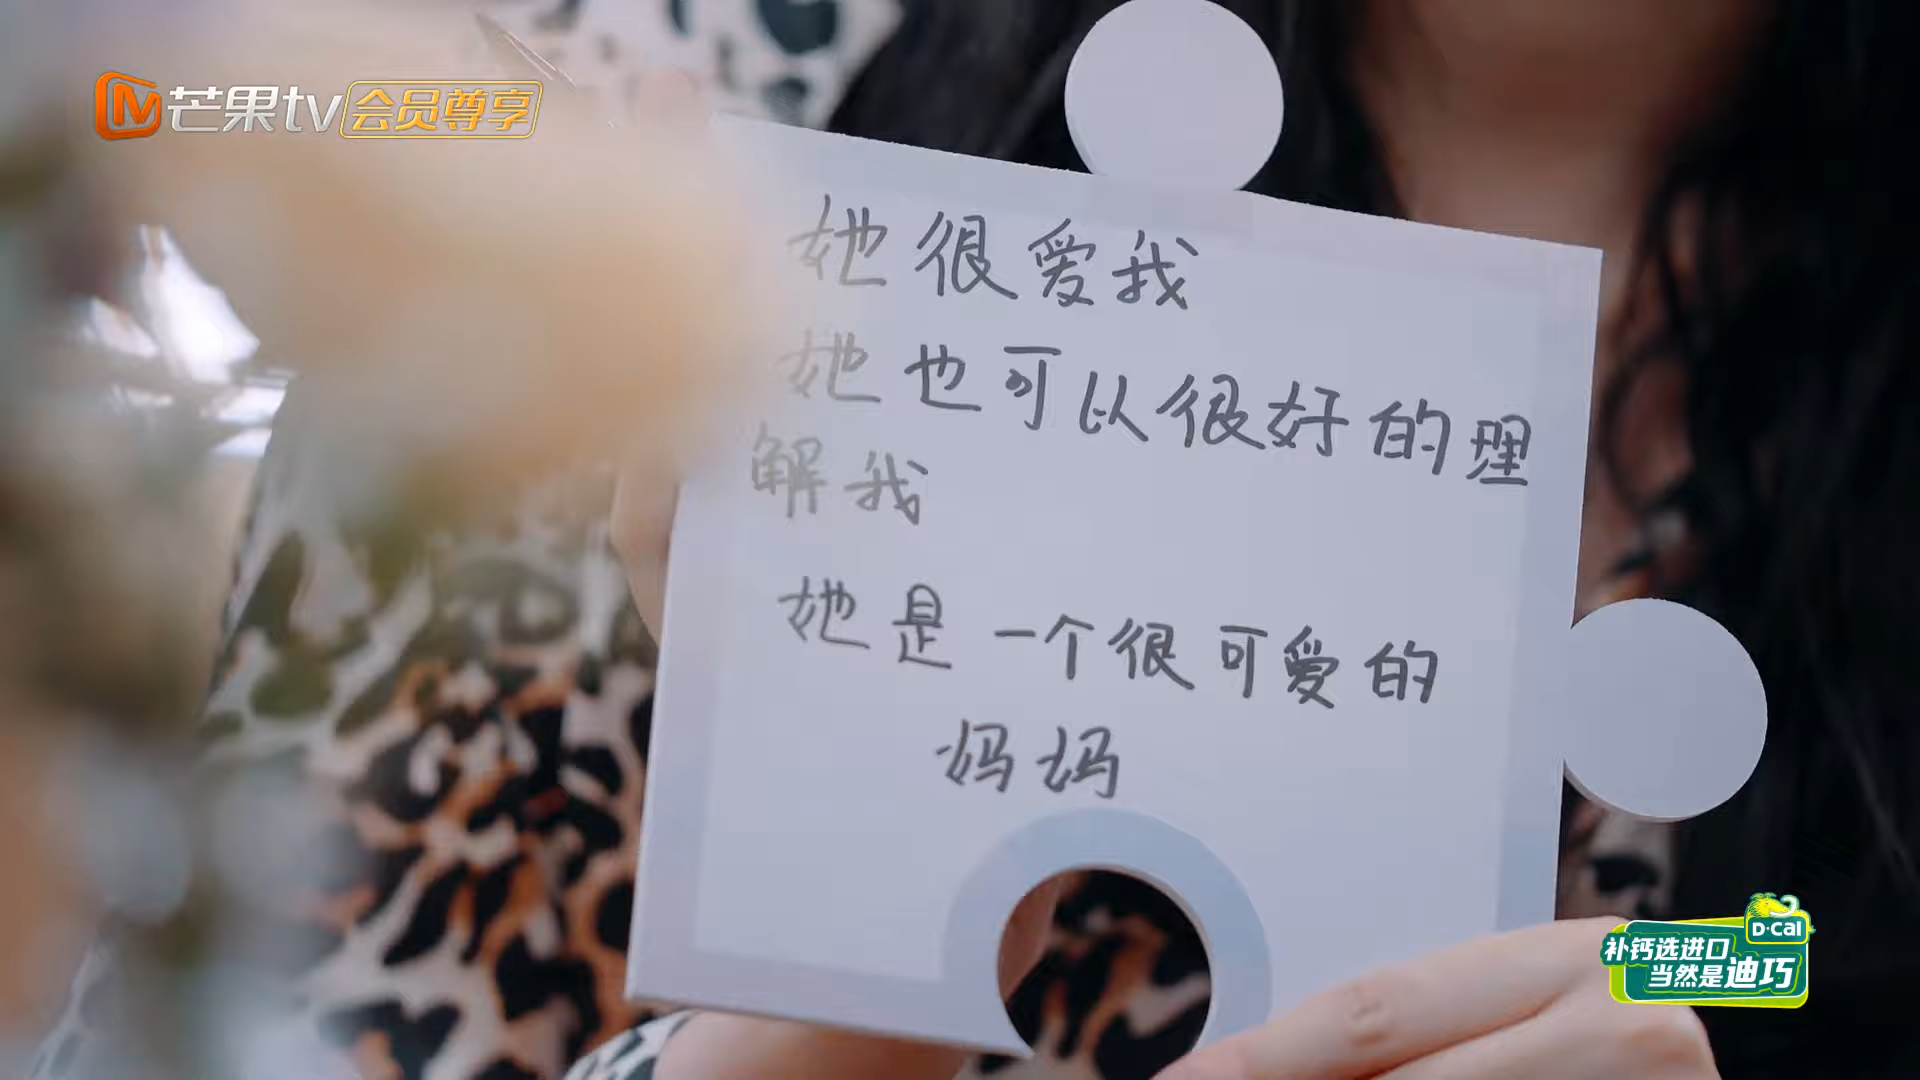 芒果tv会员尊享
她很爱我
她也可以很好的理
解我
她是一个很可爱的
妈妈
D·Cal
补钙选进口
当然是迪巧